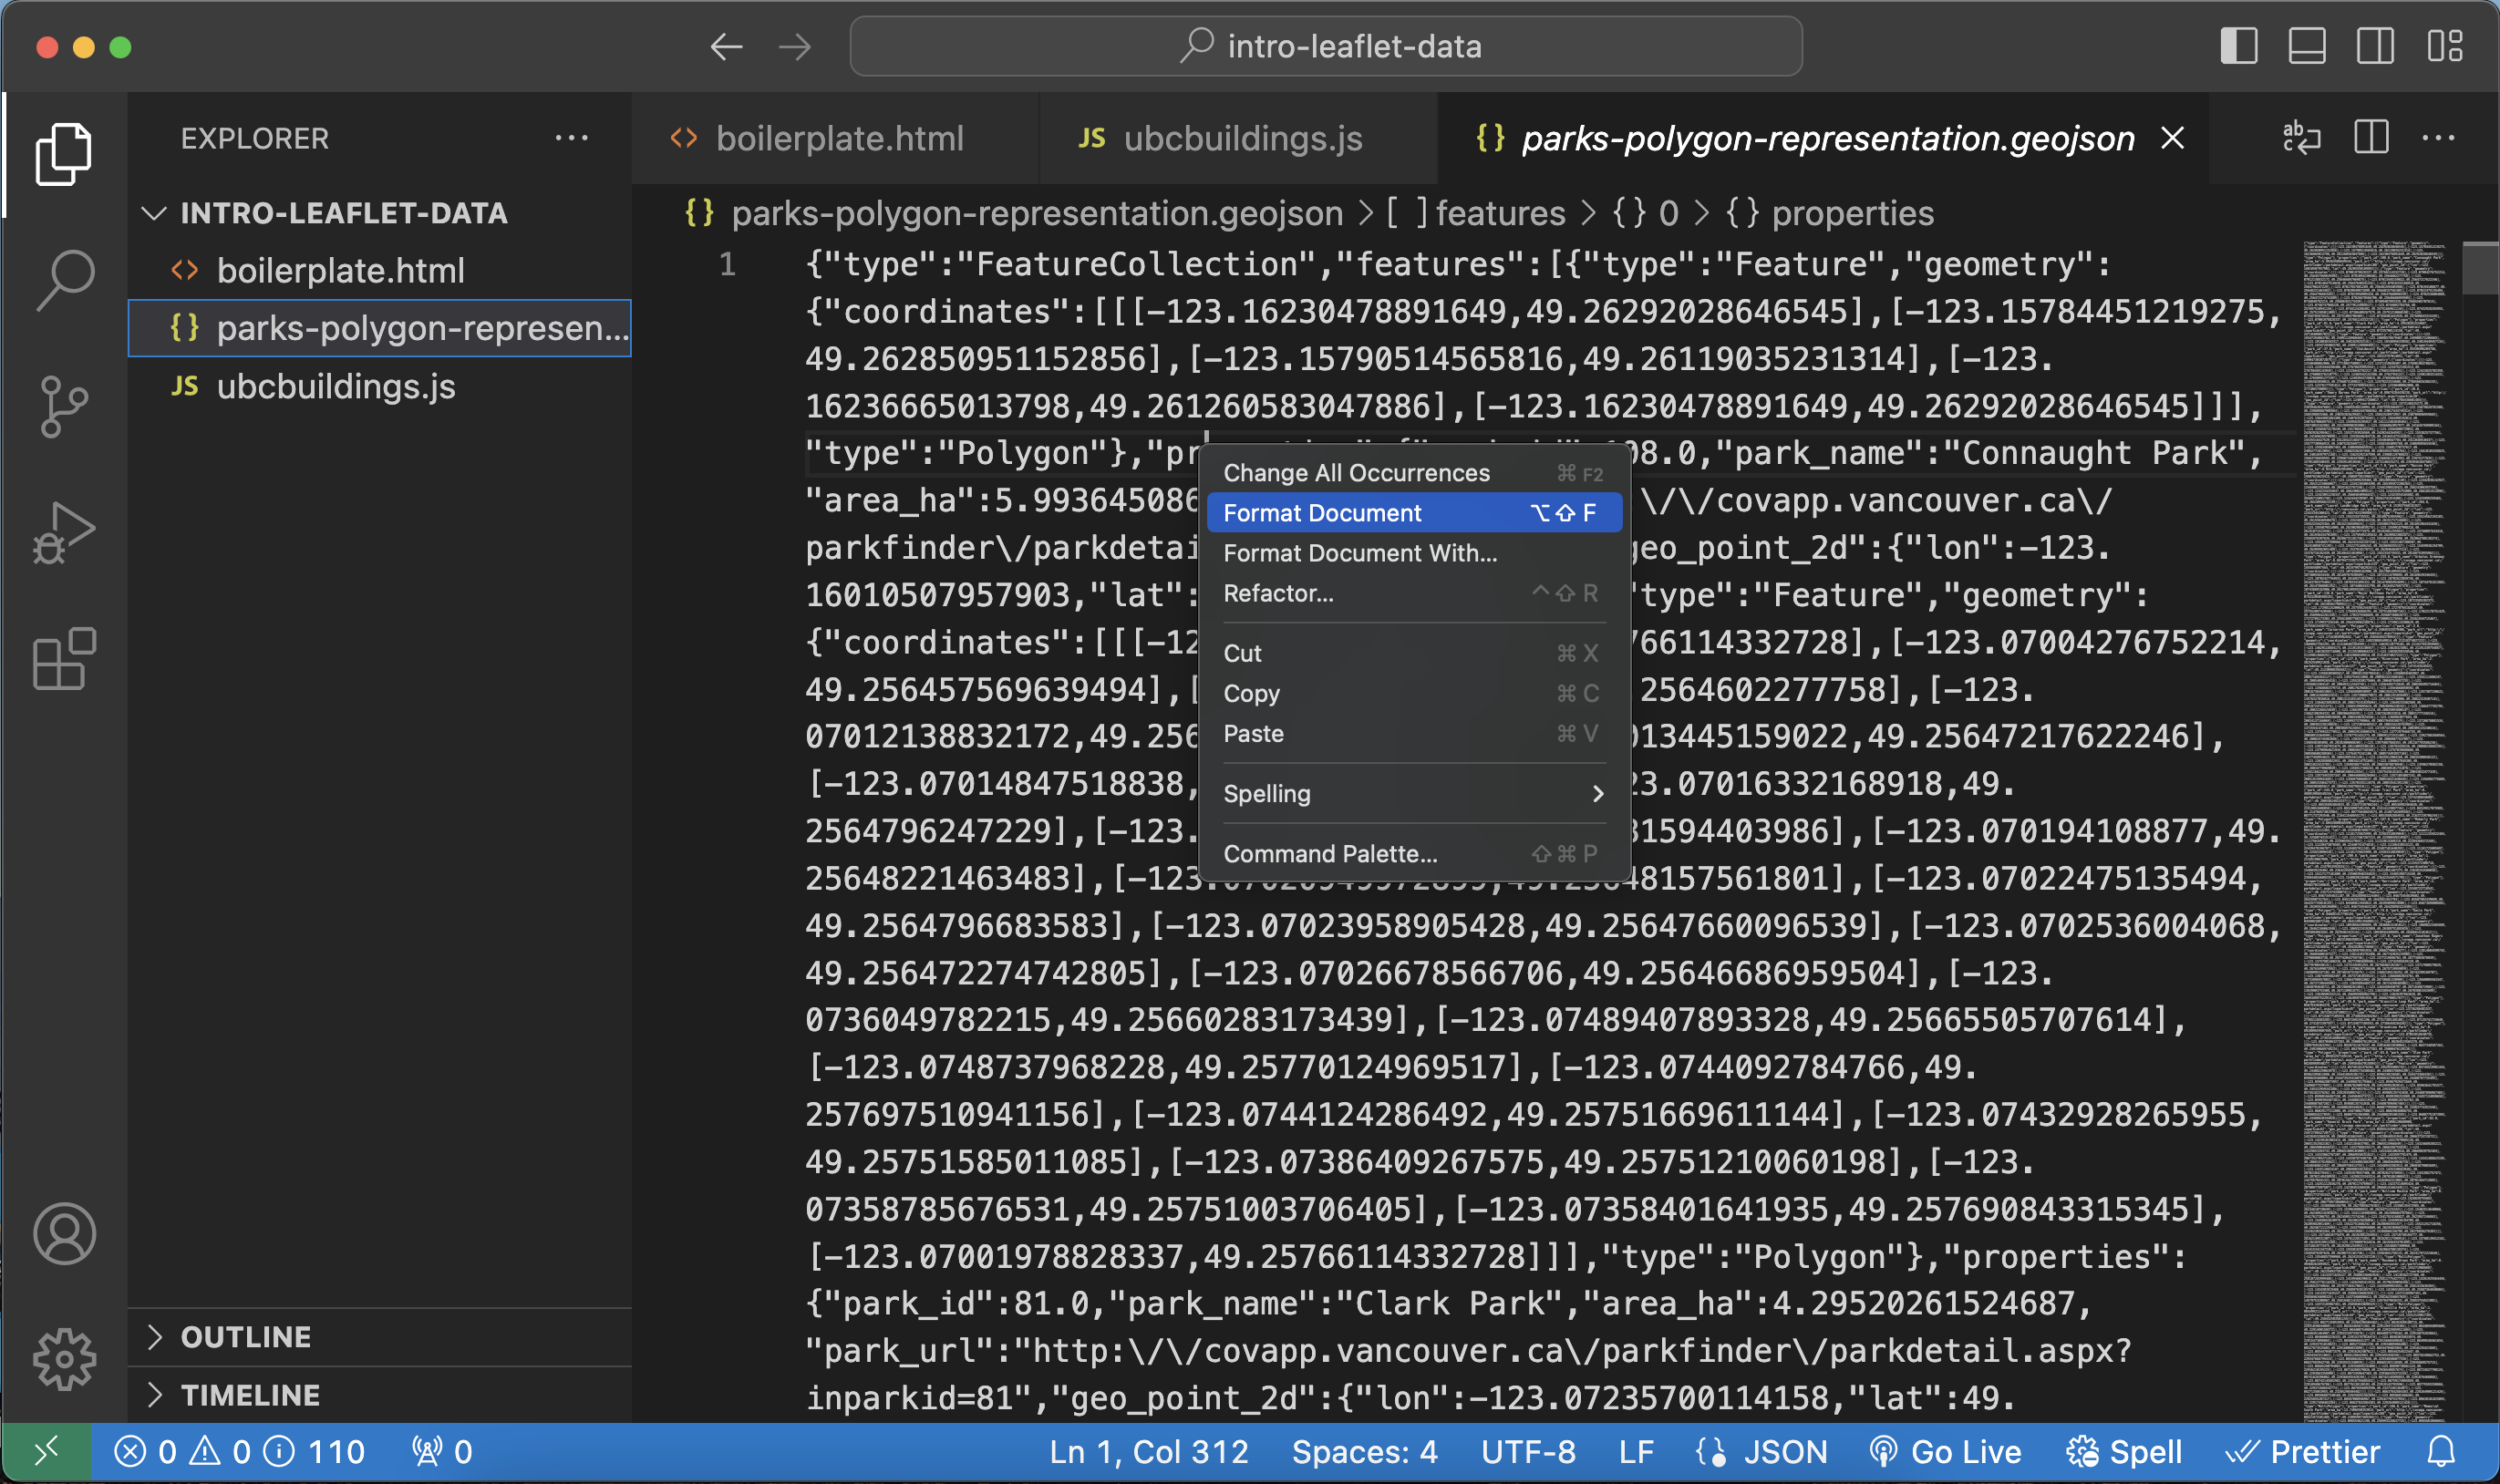 intro-leaflet-data
EXPLORER
INTRO-LEAFLET-DATA
boilerplate.html
parks-polygon-represen...
JS ubcbuildings.js
OUTLINE
TIMELINE
boilerplate.html
JS ubcbuildings.js
{} parks-polygon-representation.geojson
{} parks-polygon-representation.geojson > [ ] features > {} 0 > {} properties
1
{"type":"FeatureCollection","features":[{"type":"Feature","geometry":
{"coordinates":[[[-123.16230478891649,49.26292028646545],[-123.15784451219275,
49.262850951152856],[-123.15790514565816,49.26119035231314],[-123.
16236665013798,49.261260583047886],[-123.16230478891649,49.26292028646545]]],
"type":"Polygon"},"pr 08.0,"park_name":"Connaught Park",
"area_ha":5.993645086 \/\/covapp.vancouver.ca\/
parkfinder\/parkdetai geo_point_2d":{"lon":-123.
16010507957903,"lat": "type":"Feature","geometry":
{"coordinates":[[[-12 766114332728],[-123.07004276752214,
49.256457569639494],[ 2564602277758],[-123.
07012138832172,49.256 13445159022,49.25647217622246],
[-123.07014847518838, 23.07016332168918,49.
2564796247229],[-123. 31594403986],[-123.070194108877,49.
25648221463483],[-123 48157561801],[-123.07022475135494,
49.2564796683583],[-123.07023958905428,49.25647660096539],[-123.0702536004068,
49.256472274742805],[-123.07026678566706,49.25646686959504],[-123.
0736049782215,49.25660283173439],[-123.07489407893328,49.25665505707614],
[-123.0748737968228,49.25770124969517],[-123.0744092784766,49.
257697510941156],[-123.0744124286492,49.25751669611144],[-123.07432928265955,
49.25751585011085],[-123.07386409267575,49.25751210060198],[-123.
07358785676531,49.25751003706405],[-123.07358401641935,49.257690843315345],
[-123.07001978828337,49.25766114332728]]],"type":"Polygon"},"properties":
{"park_id":81.0,"park_name":"Clark Park","area_ha":4.29520261524687,
"park_url":"http:\/\/covapp.vancouver.ca\/parkfinder\/parkdetail.aspx?
inparkid=81","geo_point_2d":{"lon":-123.07235700114158,"lat":49.
Change All Occurrences ⌘ F2
Format Document ⌥⇧ F
Format Document With...
Refactor... ^⇧ R
Cut ⌘ X
Copy ⌘ C
Paste ⌘ V
Spelling
Command Palette... ⇧⌘ P
0 0 110 0 Ln 1, Col 312 Spaces: 4 UTF-8 LF {} JSON Go Live Spell Prettier